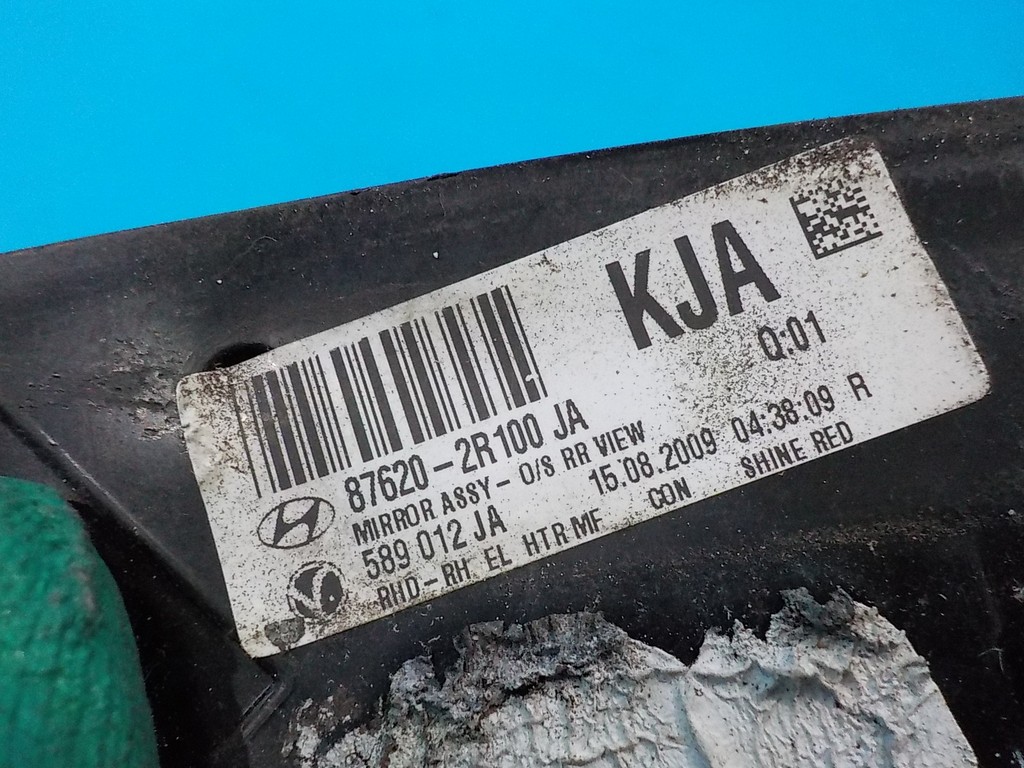 KJA
Q:01
87620-2R100 JA
MIRROR ASSY- O/S RR VIEW
589 012 JA 15.08.2009 04:38:09 R
RHD-RH EL HTR MF CON SHINE RED